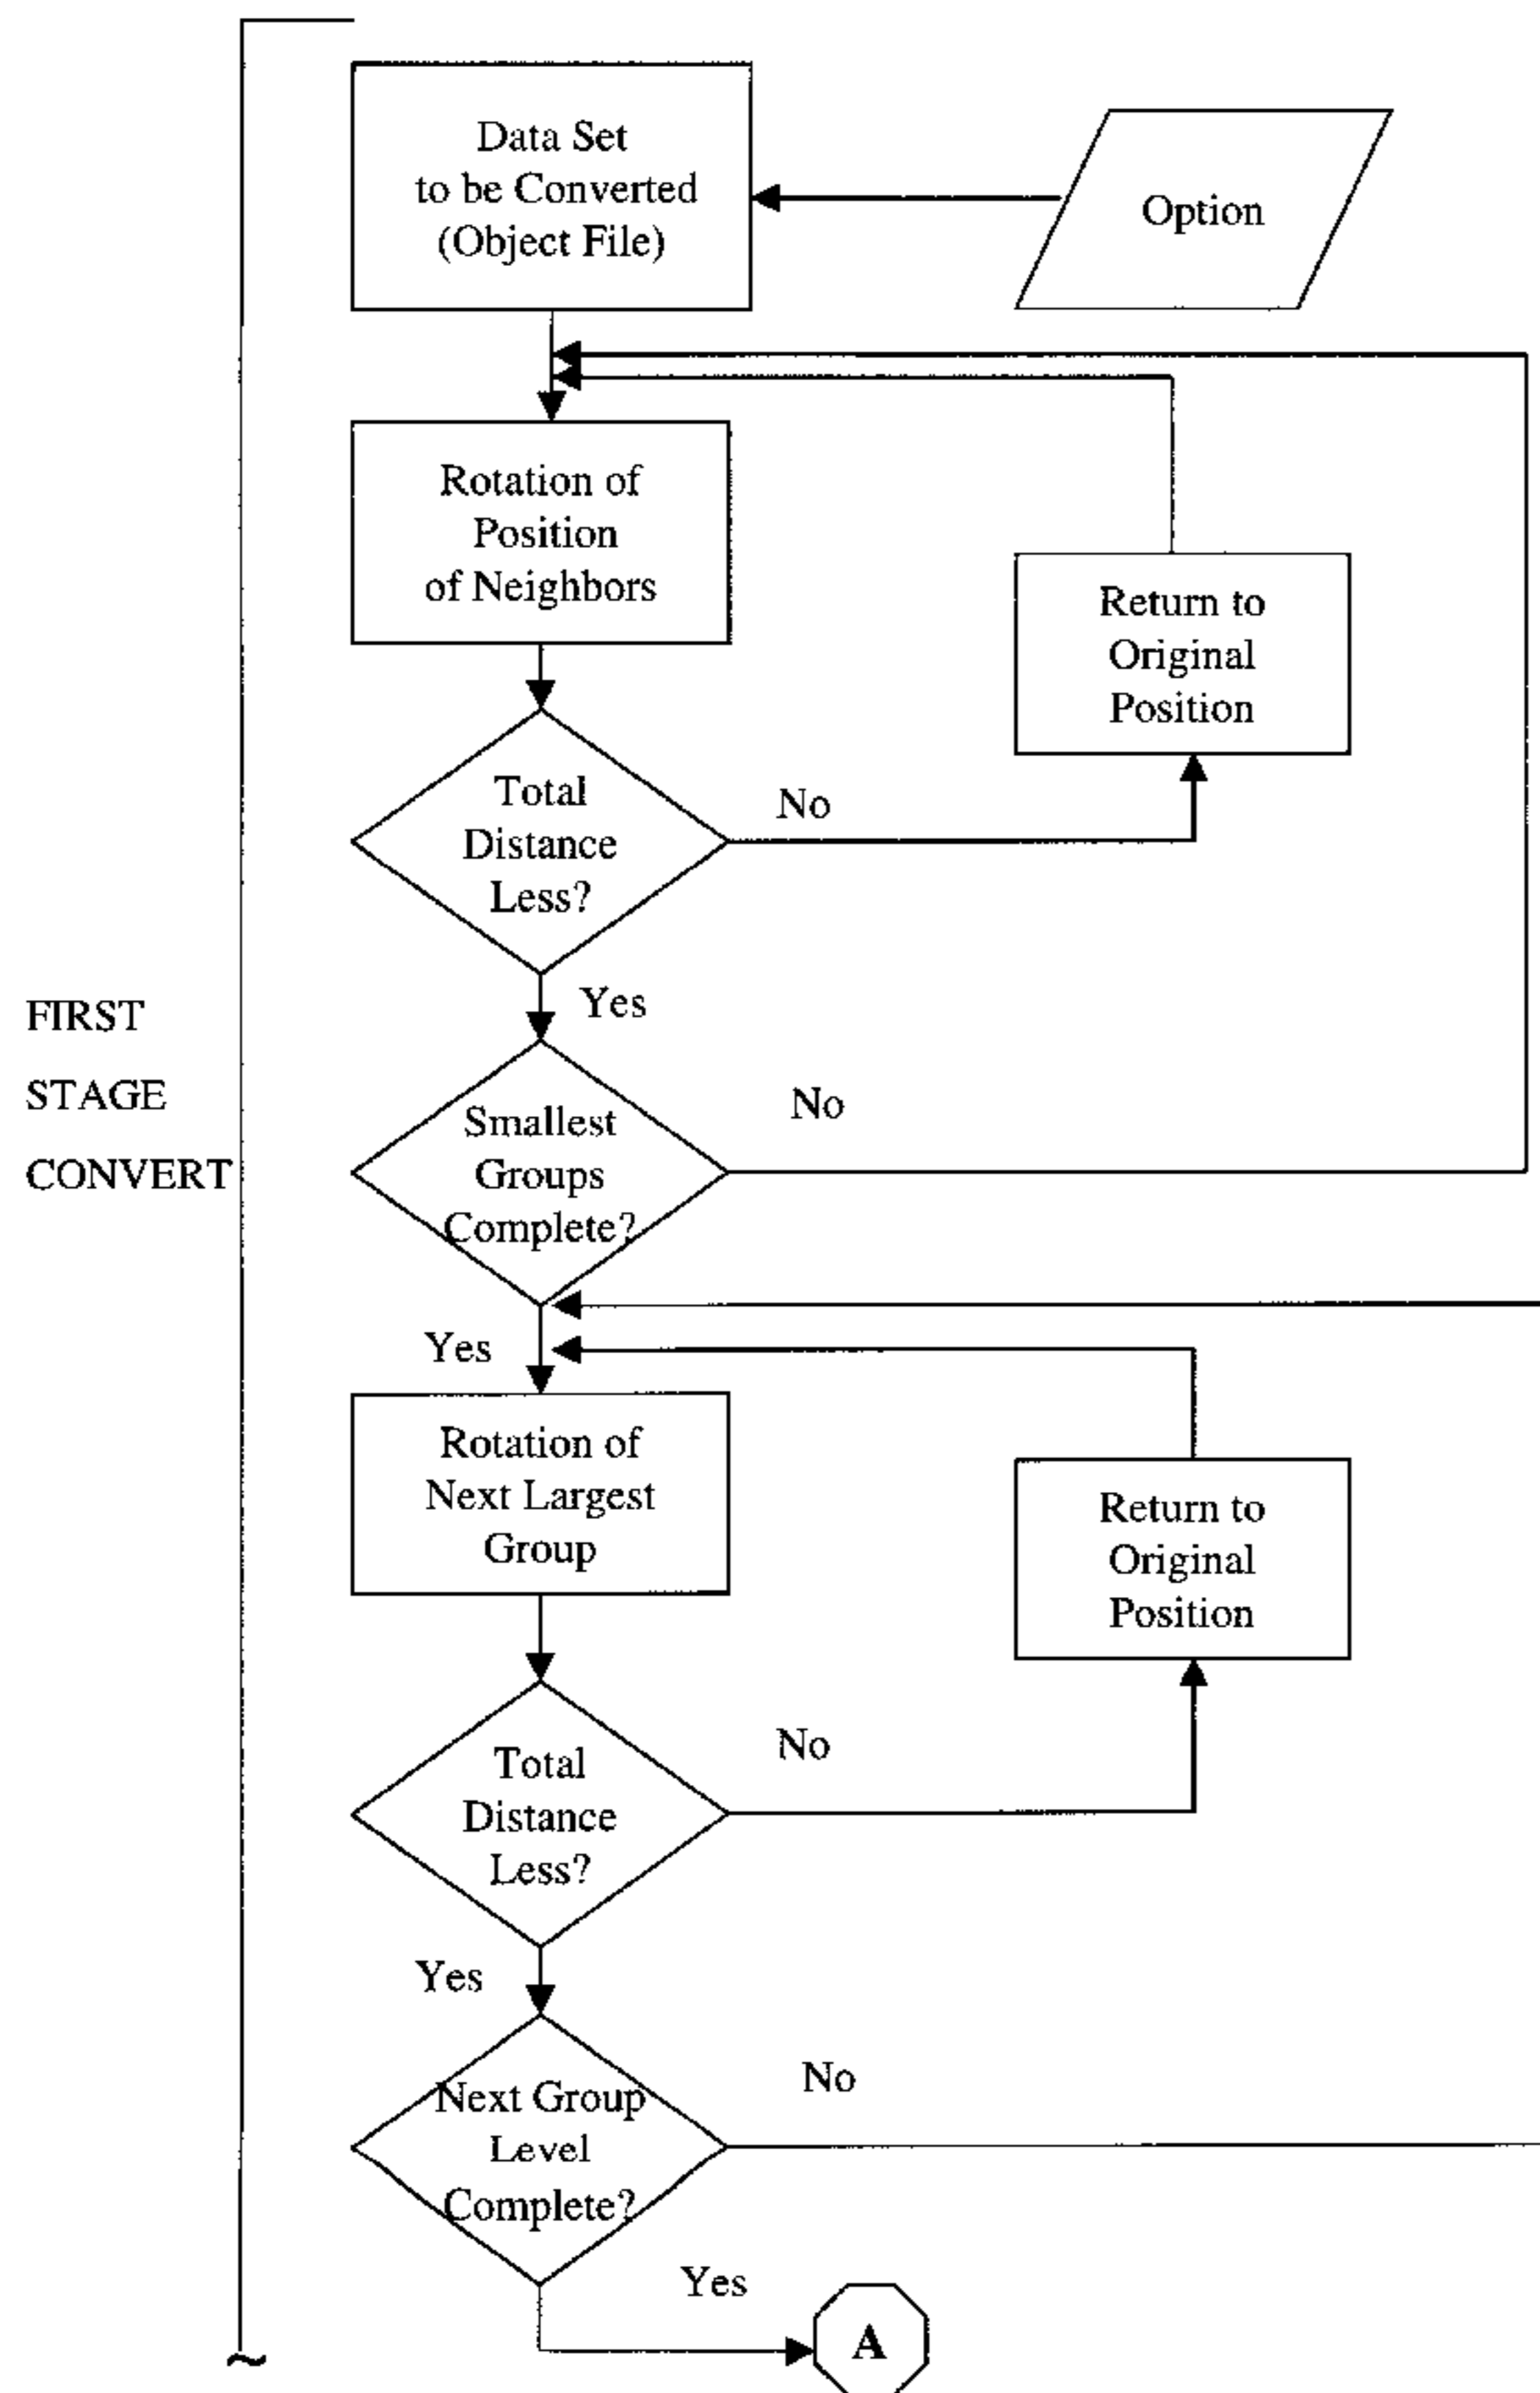 Data Set
to be Converted
(Object File)
Option
Rotation of
Position
of Neighbors
Return to
Original
Position
Total
Distance
Less?
No
Yes
FIRST
STAGE
CONVERT
Smallest
Groups
Complete?
No
Yes
Rotation of
Next Largest
Group
Return to
Original
Position
Total
Distance
Less?
No
Yes
Next Group
Level
Complete?
No
Yes
A